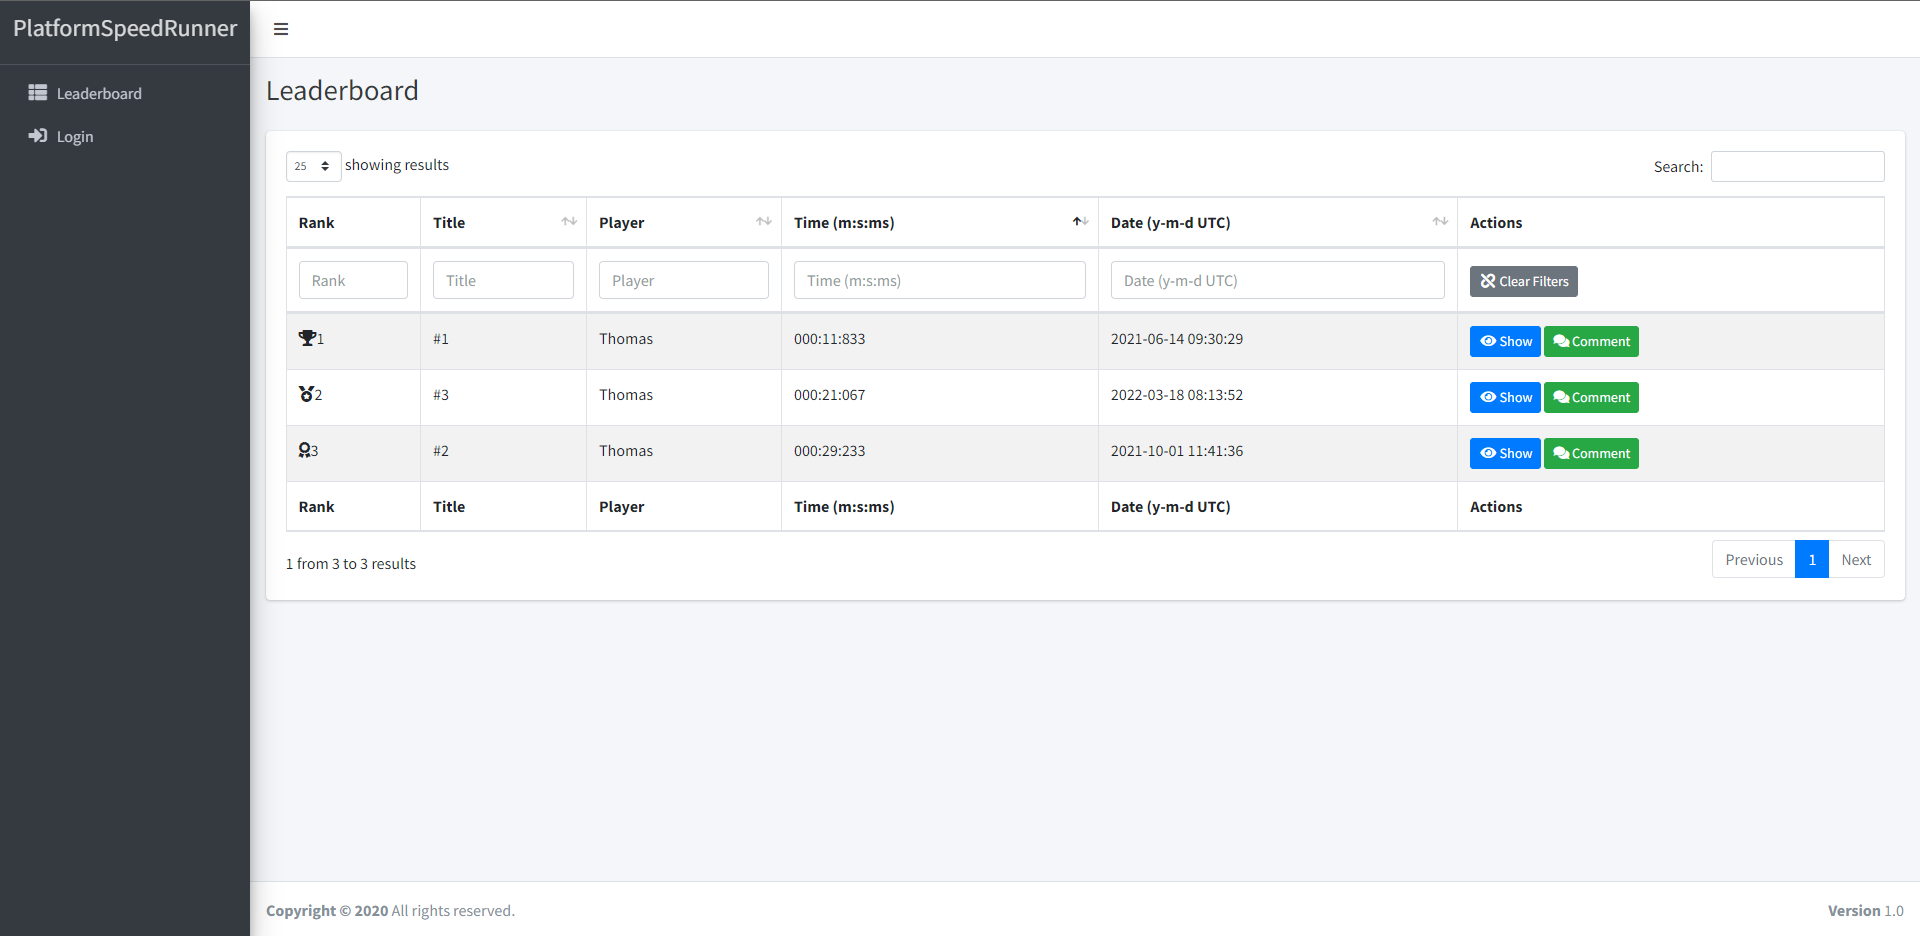 PlatformSpeedRunner
Leaderboard
Login
Leaderboard
25 showing results
Search:
Rank Title Player Time (m:s:ms) Date (y-m-d UTC) Actions
Rank Title Player Time (m:s:ms) Date (y-m-d UTC) Clear Filters
1 #1 Thomas 000:11:833 2021-06-14 09:30:29 Show Comment
2 #3 Thomas 000:21:067 2022-03-18 08:13:52 Show Comment
3 #2 Thomas 000:29:233 2021-10-01 11:41:36 Show Comment
Rank Title Player Time (m:s:ms) Date (y-m-d UTC) Actions
1 from 3 to 3 results
Previous 1 Next
Copyright © 2020 All rights reserved.
Version 1.0